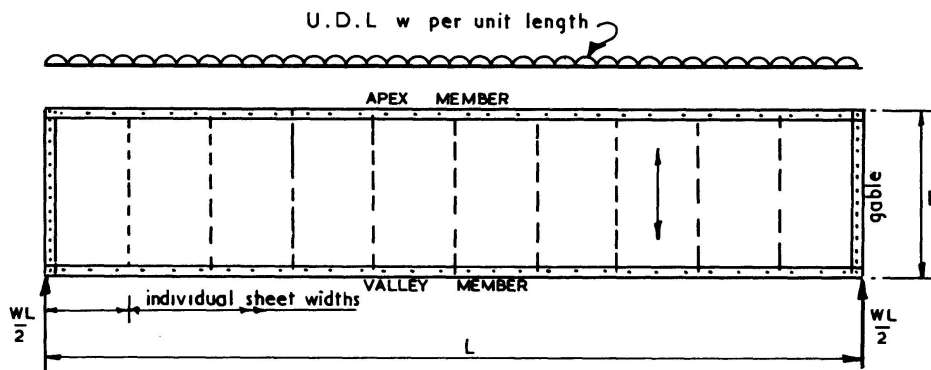 U.D.L w per unit length
APEX MEMBER
gable
VALLEY MEMBER
individual sheet widths
WL
2
WL
2
L